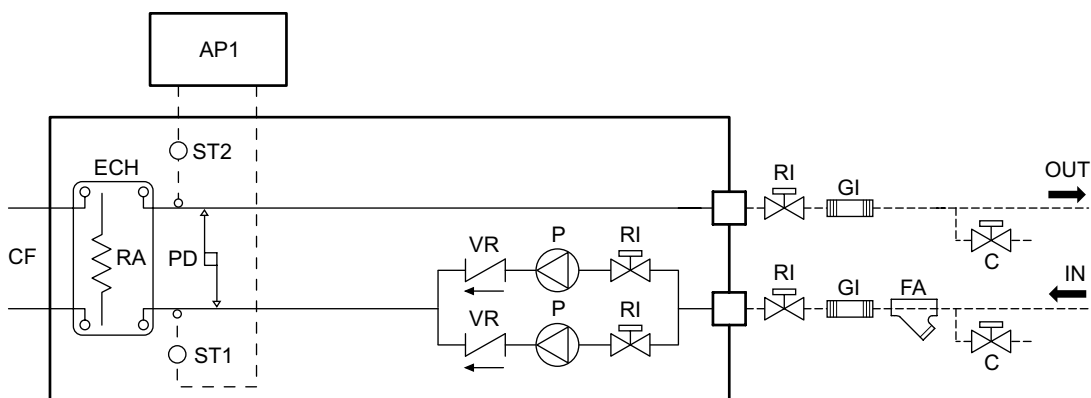 AP1
ST2
ECH
RI
GI
OUT
CF
RA
PD
VR
P
RI
C
IN
RI
GI
FA
VR
P
RI
ST1
C